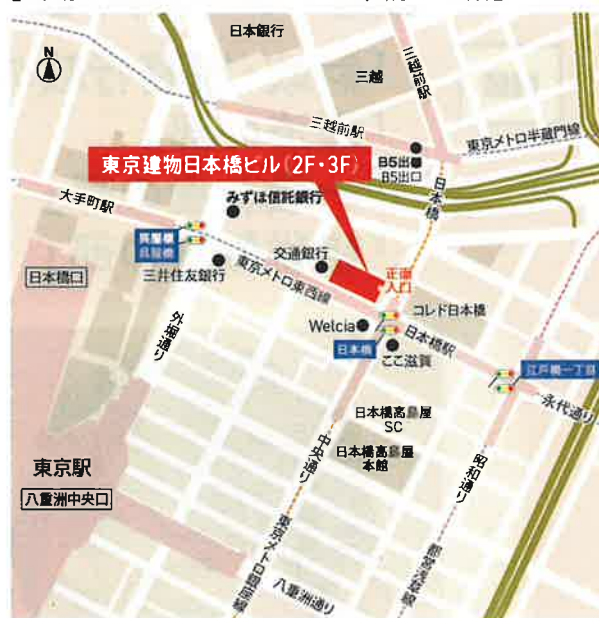 日本銀行
N
三越
三越前駅
三越前駅
東京メトロ半蔵門線
B5出口
B5出口
東京建物日本橋ビル(2F・3F)
日本橋
大手町駅
みずほ信託銀行
呉服橋
呉服橋
交通銀行
正面
入口
日本橋口
三井住友銀行
東京メトロ東西線
コレド日本橋
外堀通り
Welcia
日本橋駅
日本橋
ここ滋賀
江戸橋一丁目
永代通り
日本橋高島屋
SC
日本橋高島屋
本館
中央通り
昭和通り
東京駅
八重洲中央口
東京メトロ銀座線
都営浅草線
八重洲通り